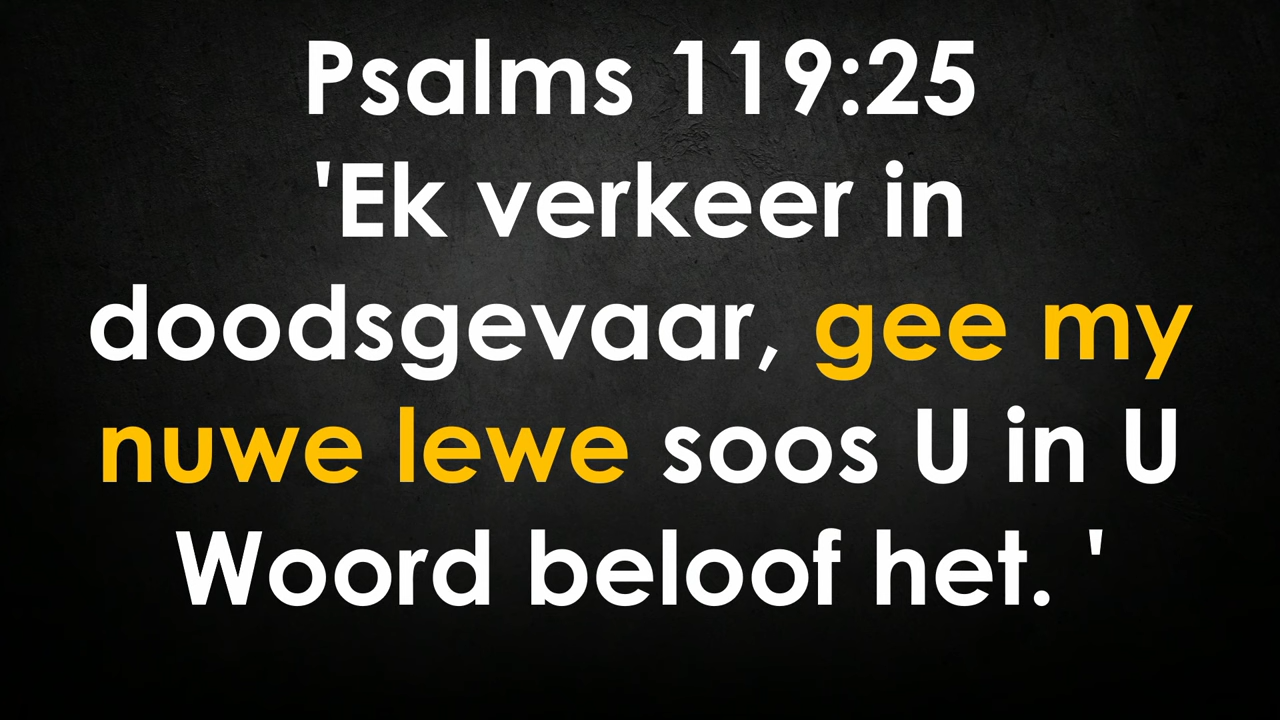 Psalms 119:25
'Ek verkeer in
doodsgevaar, gee my
nuwe lewe soos U in U
Woord beloof het. '